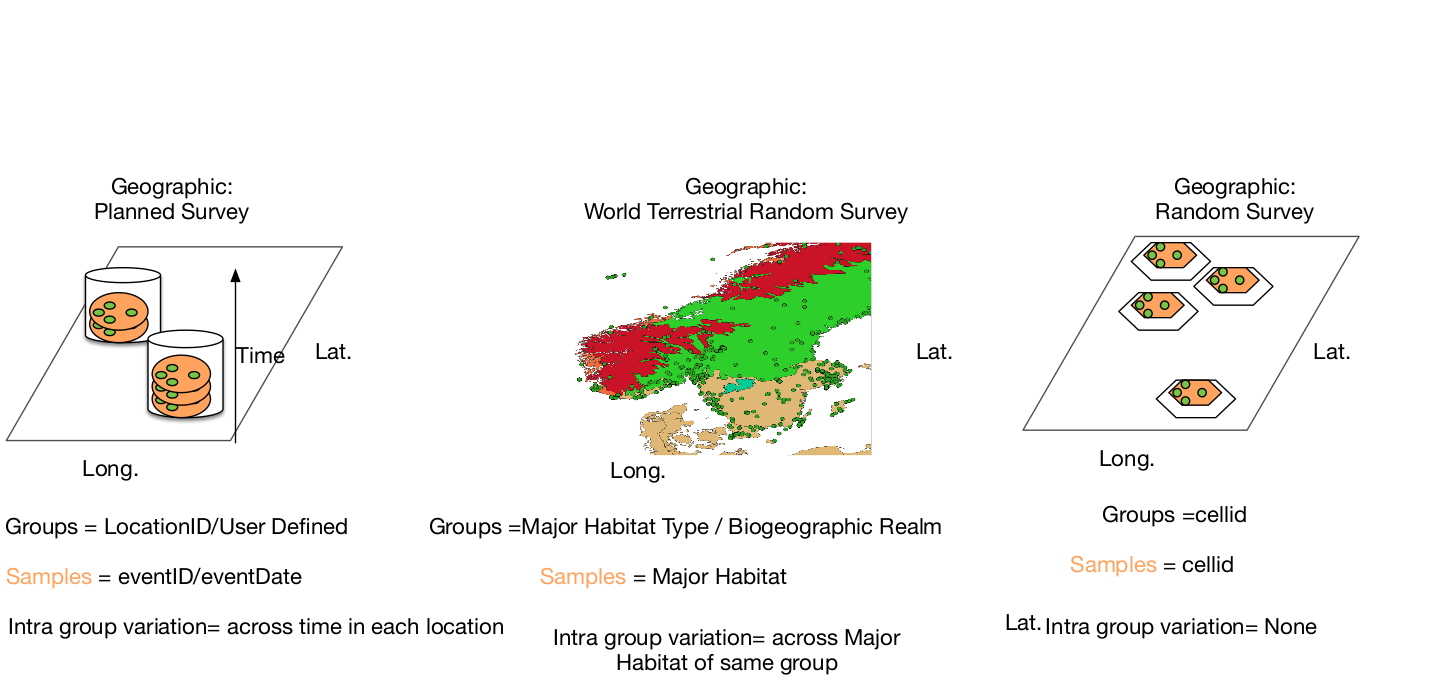 Geographic:
Planned Survey
Time
Lat.
Long.
Groups = LocationID/User Defined
Samples = eventID/eventDate
Intra group variation= across time in each location
Geographic:
World Terrestrial Random Survey
Lat.
Long.
Groups =Major Habitat Type / Biogeographic Realm
Samples = Major Habitat
Intra group variation= across Major
Habitat of same group
Geographic:
Random Survey
Lat.
Long.
Groups =cellid
Samples = cellid
Lat.
Intra group variation= None